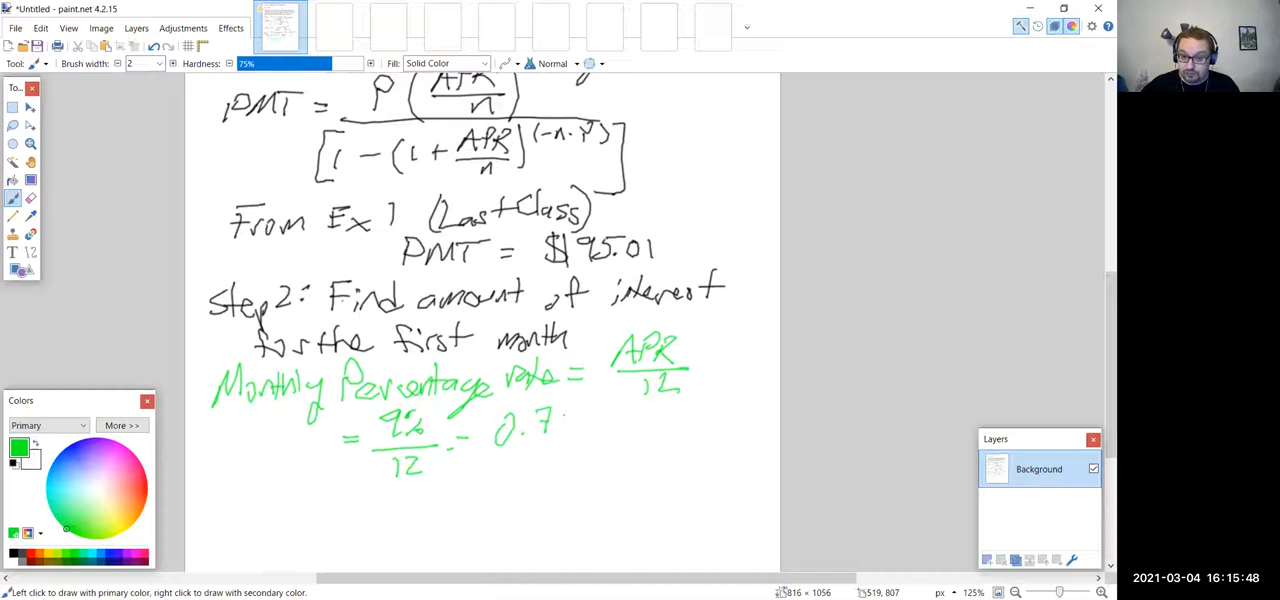 *Untitled - paint.net 4.2.15
File Edit View Image Layers Adjustments Effects
Tool: Brush width: 2 Hardness: 75% Fill: Solid Color Normal
To...
PMT = P (APR/n)
[1 - (1 + APR/n)^(-n·Y)]
From Ex 1 (Last Class)
PMT = $195.01
Step 2: Find amount of interest
for the first month
Monthly Percentage rate = APR/12
= 9%/12 = 0.7
Colors
Primary More >>
Layers
Background
Left click to draw with primary color, right click to draw with secondary color.
816 x 1056 519, 807 px 125%
2021-03-04 16:15:48